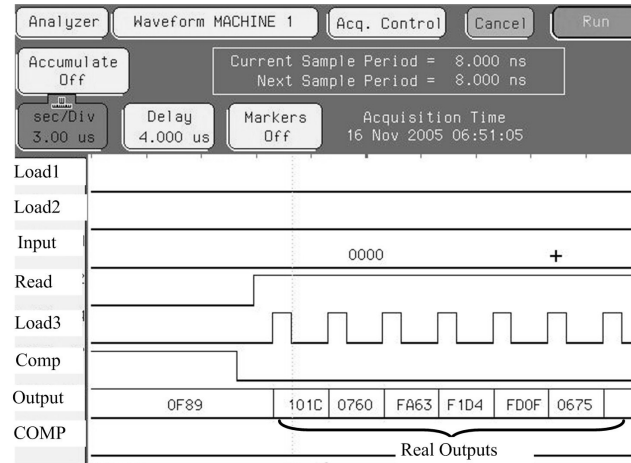 Analyzer Waveform MACHINE 1 Acq. Control Cancel Run
Accumulate
Off
Current Sample Period = 8.000 ns
Next Sample Period = 8.000 ns
sec/Div
3.00 us
Delay
4.000 us
Markers
Off
Acquisition Time
16 Nov 2005 06:51:05
Load1
Load2
Input 0000
Read
Load3
Comp
Output 0F89 101C 0760 FA63 F1D4 FD0F 0675
COMP
Real Outputs